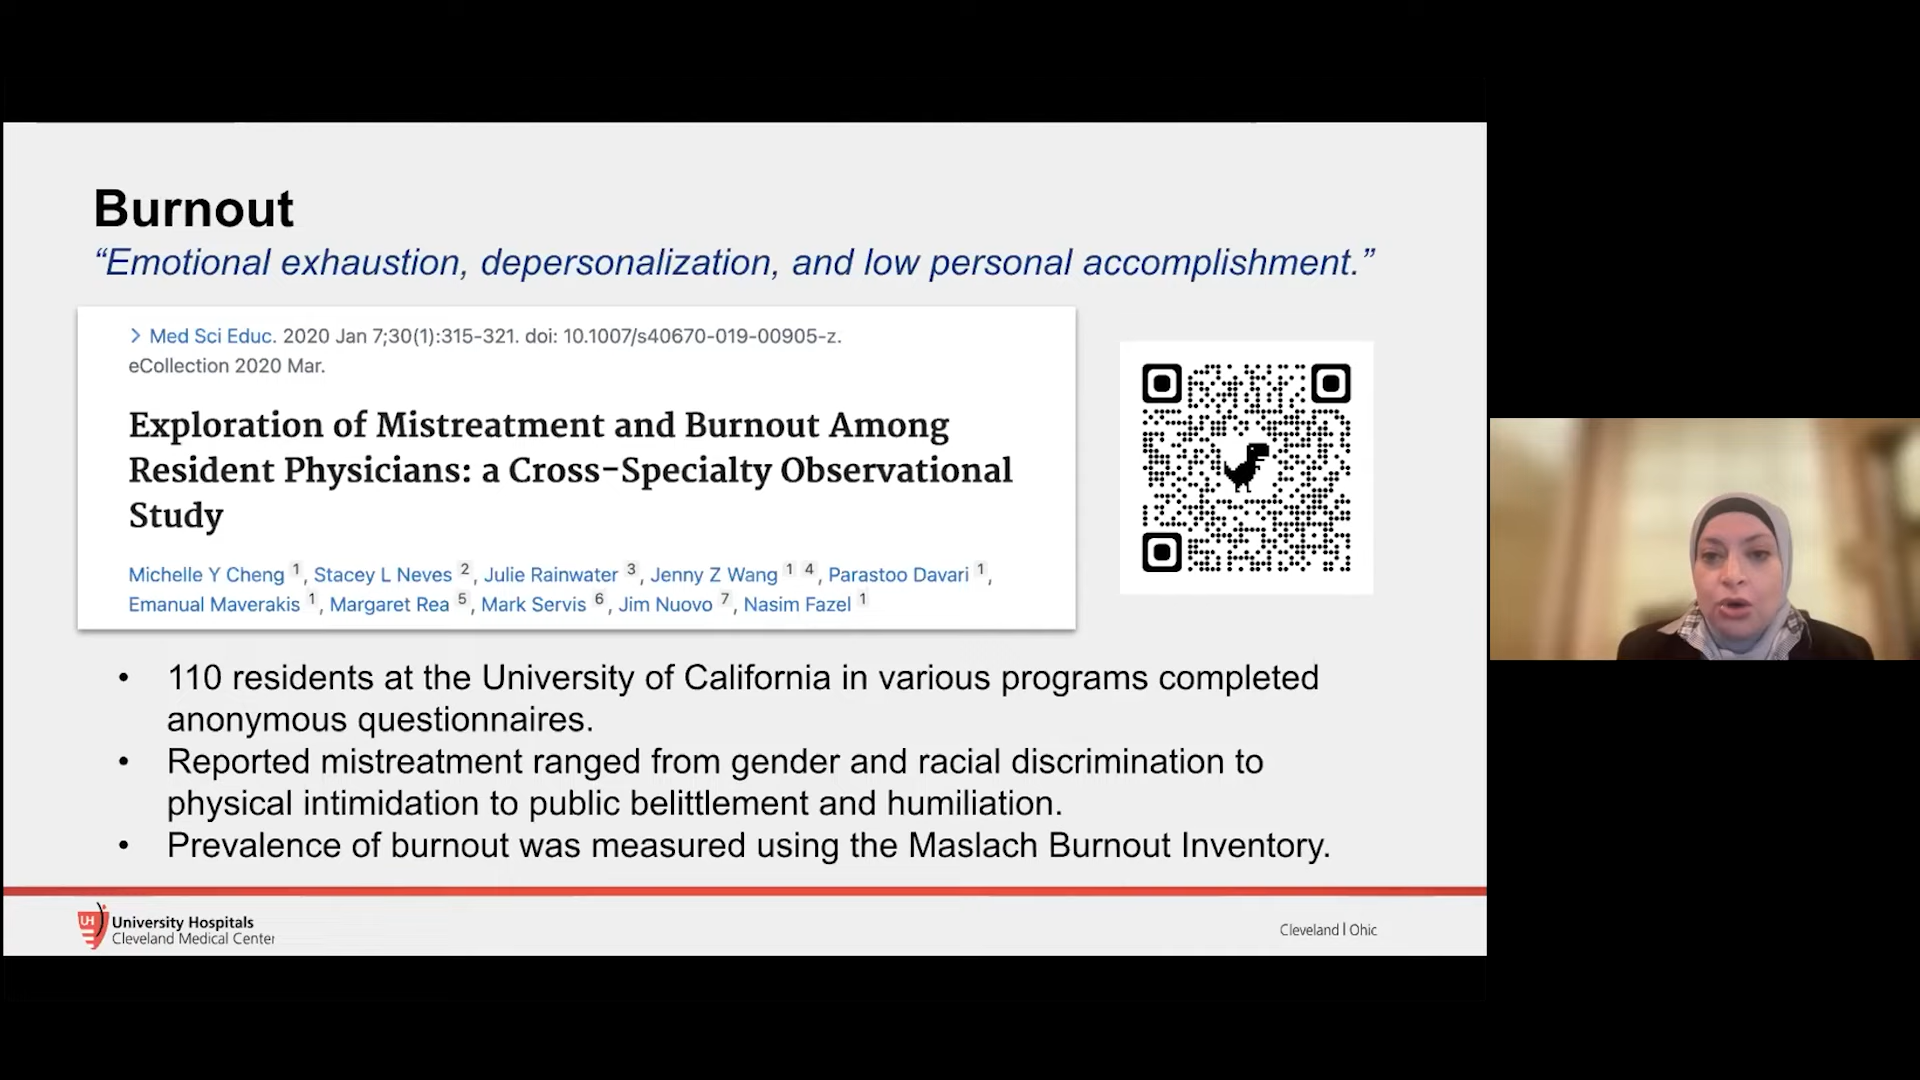 Burnout
“Emotional exhaustion, depersonalization, and low personal accomplishment.”
> Med Sci Educ. 2020 Jan 7;30(1):315-321. doi: 10.1007/s40670-019-00905-z.
eCollection 2020 Mar.
Exploration of Mistreatment and Burnout Among
Resident Physicians: a Cross-Specialty Observational
Study
Michelle Y Cheng 1, Stacey L Neves 2, Julie Rainwater 3, Jenny Z Wang 1 4, Parastoo Davari 1,
Emanual Maverakis 1, Margaret Rea 5, Mark Servis 6, Jim Nuovo 7, Nasim Fazel 1
• 110 residents at the University of California in various programs completed
anonymous questionnaires.
• Reported mistreatment ranged from gender and racial discrimination to
physical intimidation to public belittlement and humiliation.
• Prevalence of burnout was measured using the Maslach Burnout Inventory.
UH
University Hospitals
Cleveland Medical Center
Cleveland | Ohic